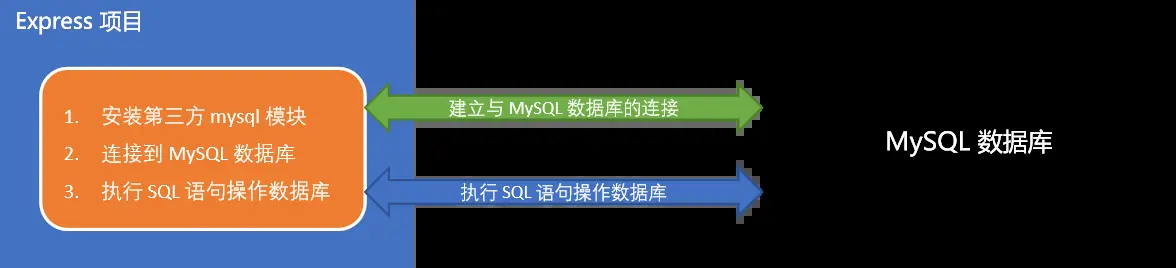 Express 项目
1. 安装第三方 mysql 模块
2. 连接到 MySQL 数据库
3. 执行 SQL 语句操作数据库
建立与 MySQL 数据库的连接
执行 SQL 语句操作数据库
MySQL 数据库